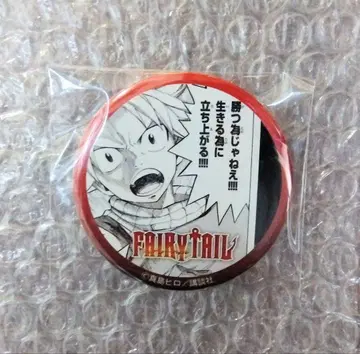 勝つ為じゃねえ!!!!
生きる為に
立ち上がる!!!!
FAIRY TAIL
©真島ヒロ/講談社